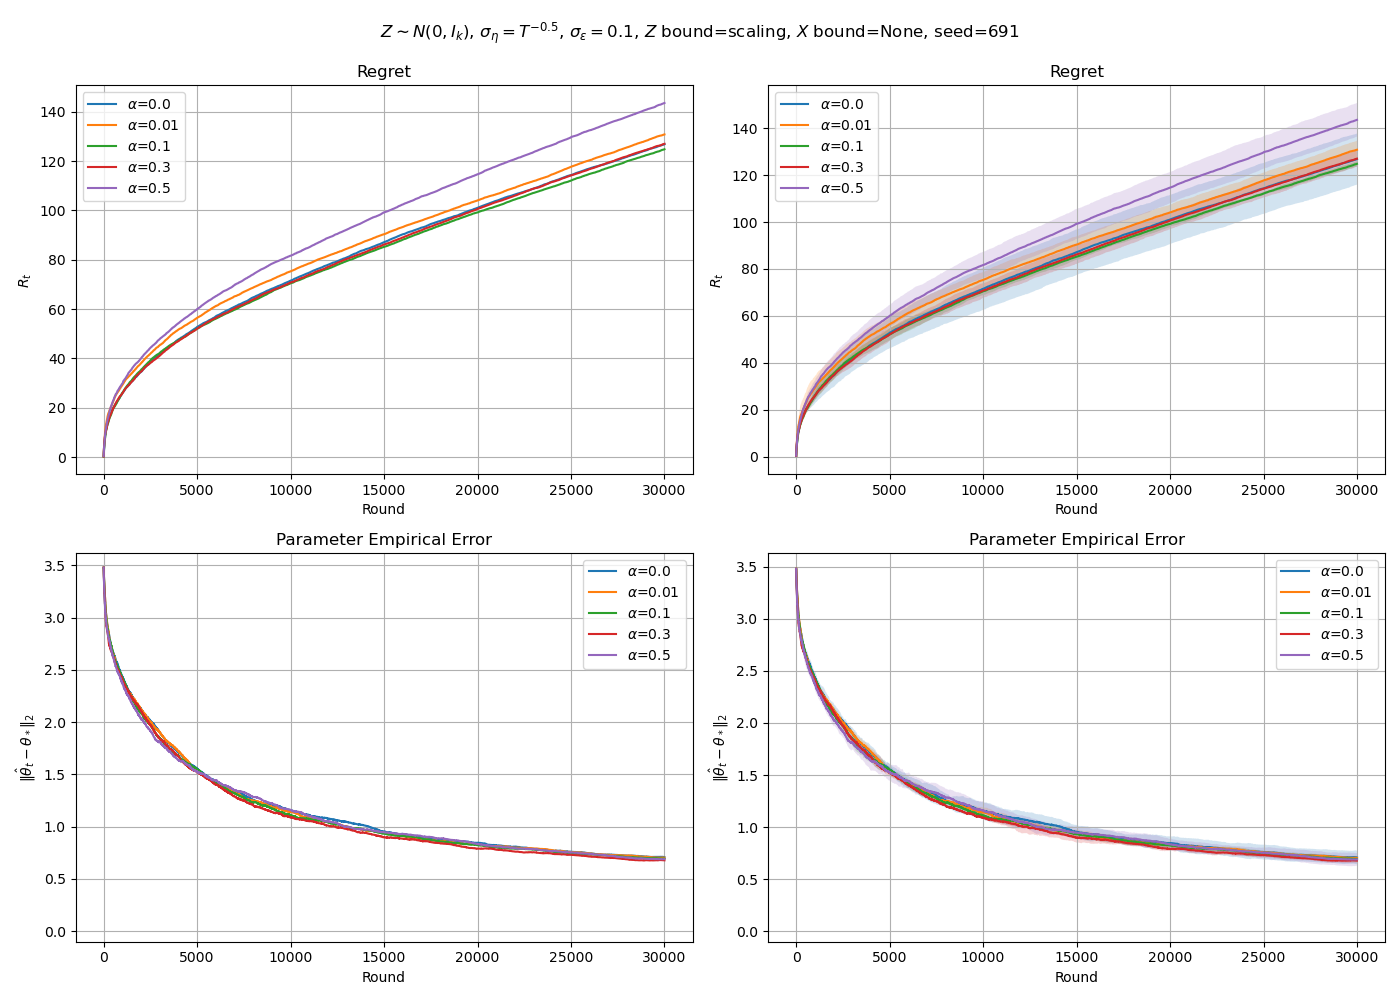 Z ∼ N(0, I_k), σ_η = T^{−0.5}, σ_ε = 0.1, Z bound=scaling, X bound=None, seed=691
Regret
R_t
140
120
100
80
60
40
20
0
α=0.0
α=0.01
α=0.1
α=0.3
α=0.5
0 5000 10000 15000 20000 25000 30000
Round
Regret
R_t
140
120
100
80
60
40
20
0
α=0.0
α=0.01
α=0.1
α=0.3
α=0.5
0 5000 10000 15000 20000 25000 30000
Round
Parameter Empirical Error
‖θ̂_t − θ_*‖_2
3.5
3.0
2.5
2.0
1.5
1.0
0.5
0.0
α=0.0
α=0.01
α=0.1
α=0.3
α=0.5
0 5000 10000 15000 20000 25000 30000
Round
Parameter Empirical Error
‖θ̂_t − θ_*‖_2
3.5
3.0
2.5
2.0
1.5
1.0
0.5
0.0
α=0.0
α=0.01
α=0.1
α=0.3
α=0.5
0 5000 10000 15000 20000 25000 30000
Round